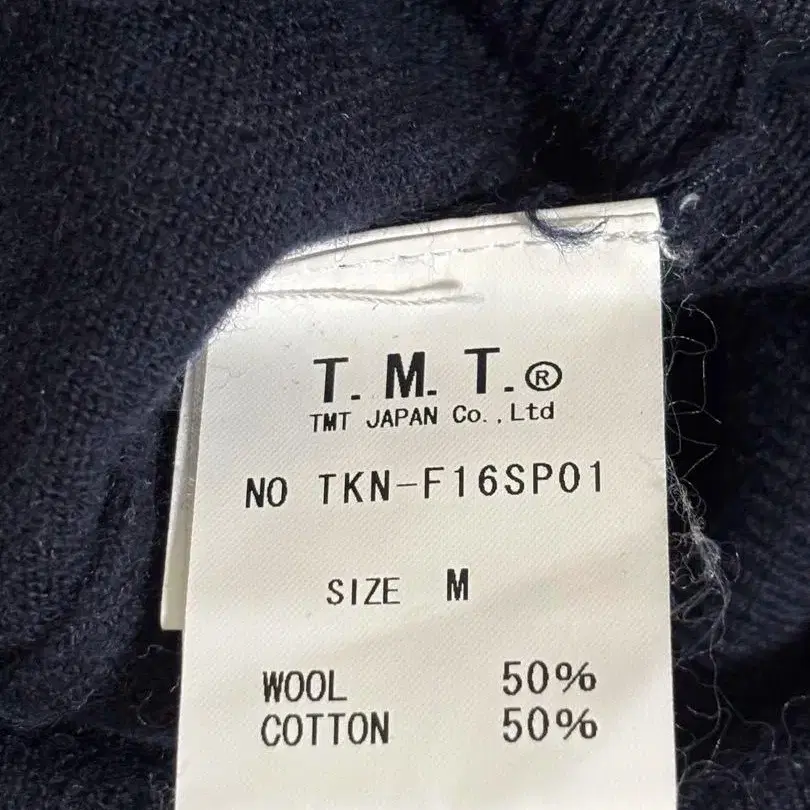 T. M. T.®
TMT JAPAN Co.,Ltd
NO TKN-F16SP01
SIZE M
WOOL 50%
COTTON 50%